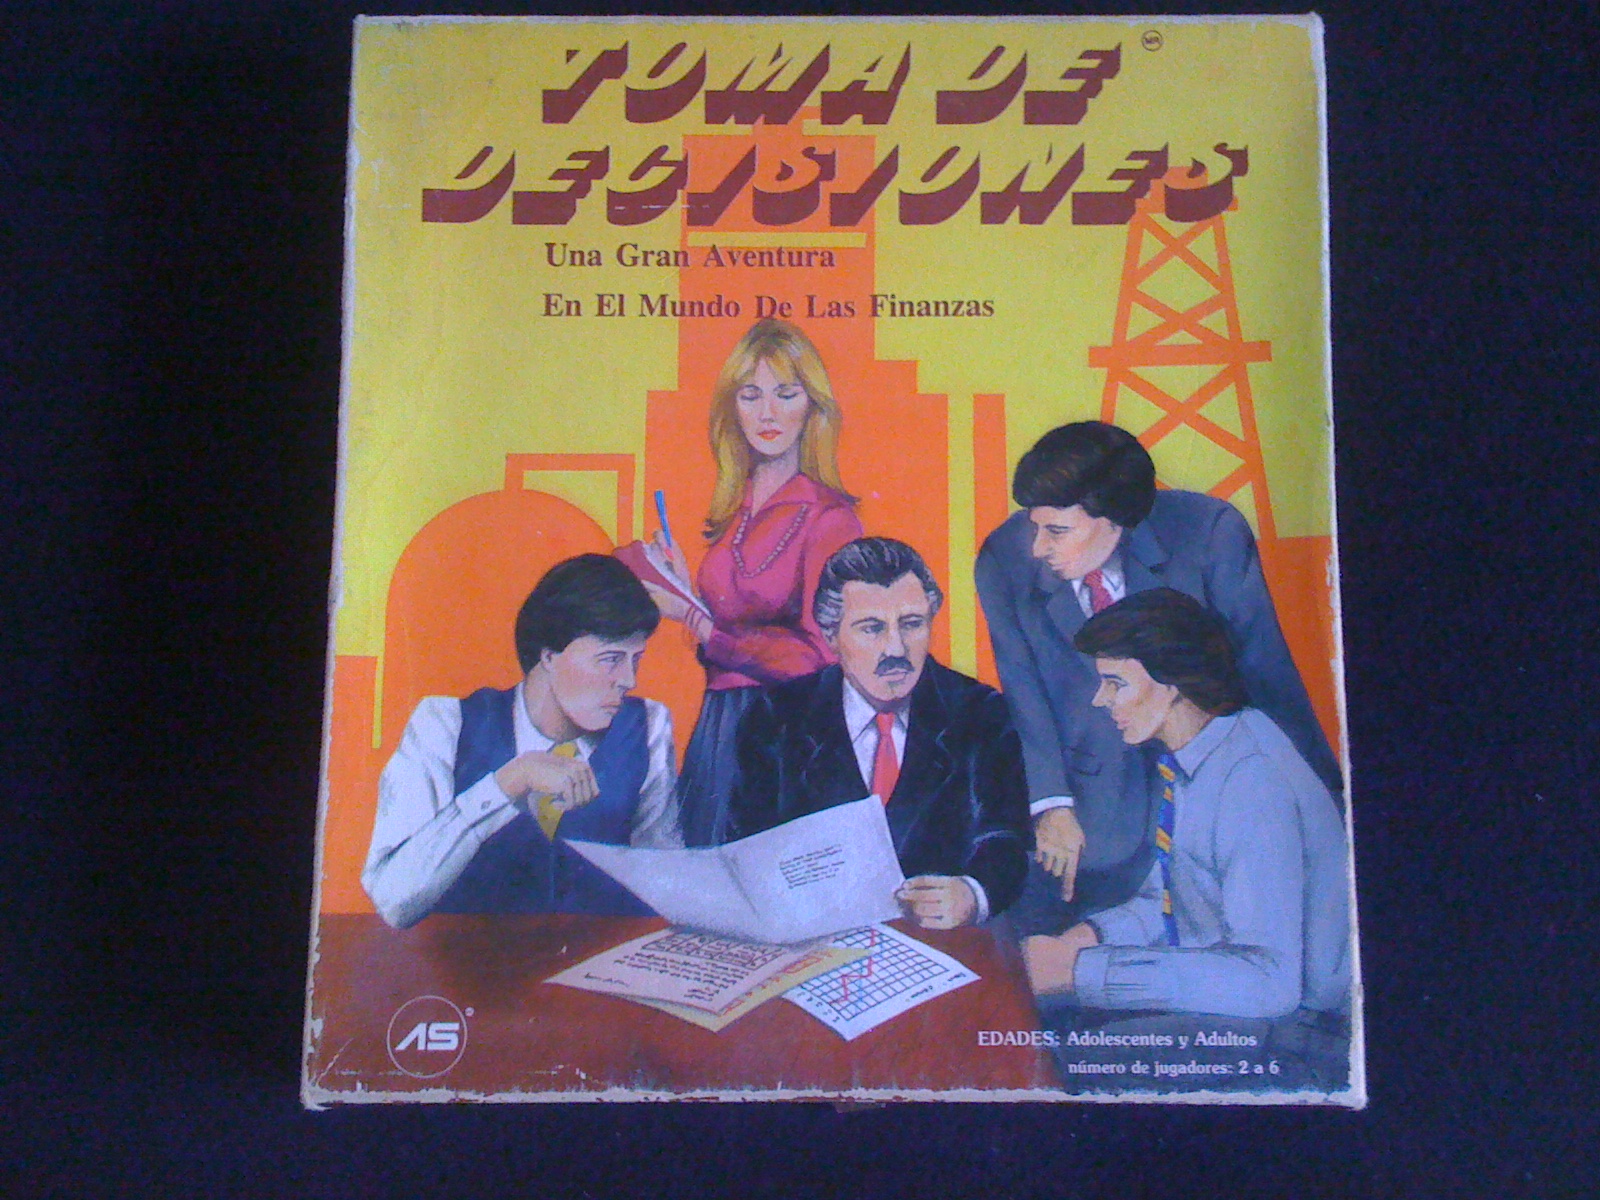 TOMA DE MR
DECISIONES
Una Gran Aventura
En El Mundo De Las Finanzas
AS
EDADES: Adolescentes y Adultos
número de jugadores: 2 a 6